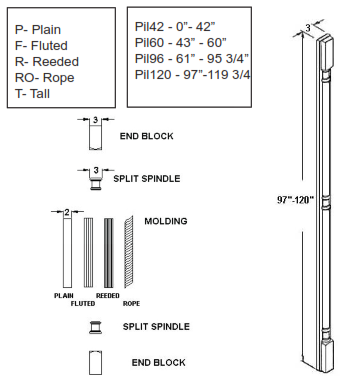 P- Plain
F- Fluted
R- Reeded
RO- Rope
T- Tall
Pil42 - 0”- 42”
Pil60 - 43” - 60”
Pil96 - 61” - 95 3/4”
Pil120 - 97”-119 3/4
3
97"-120"
3
END BLOCK
3
SPLIT SPINDLE
2
MOLDING
PLAIN
FLUTED
REEDED
ROPE
SPLIT SPINDLE
END BLOCK